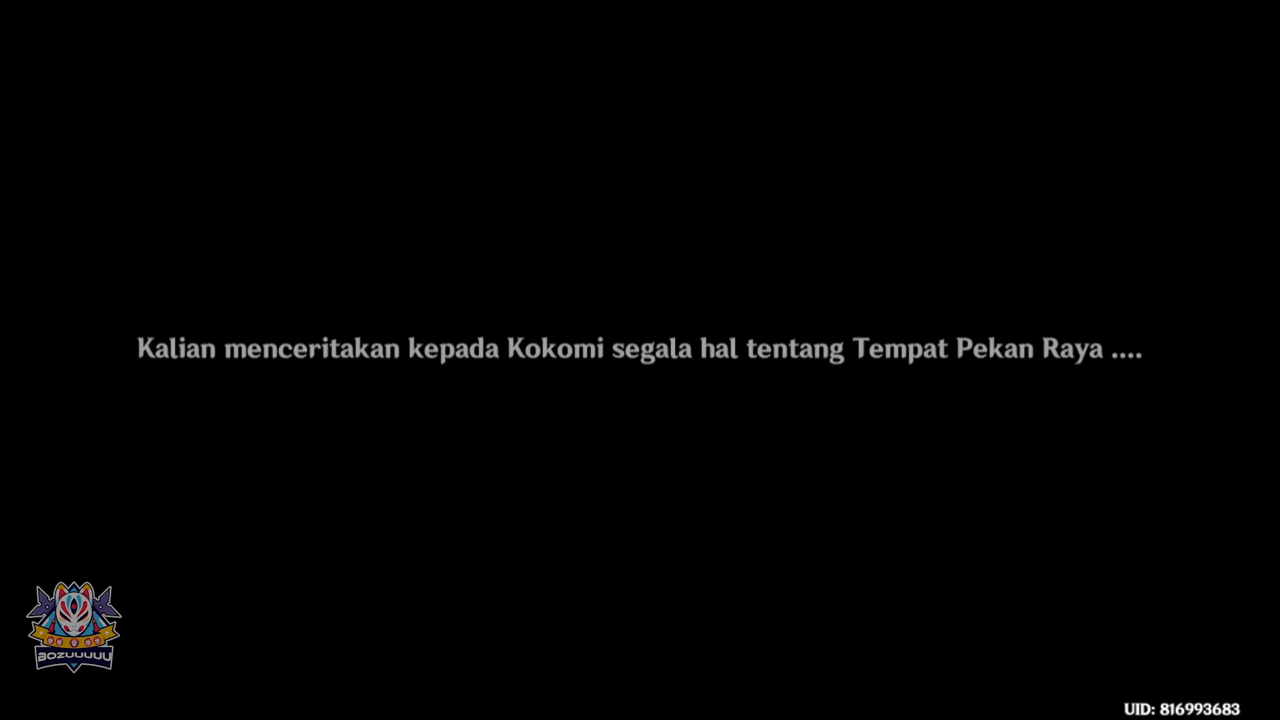 Kalian menceritakan kepada Kokomi segala hal tentang Tempat Pekan Raya ....
BOZUUUUU
UID: 816993683